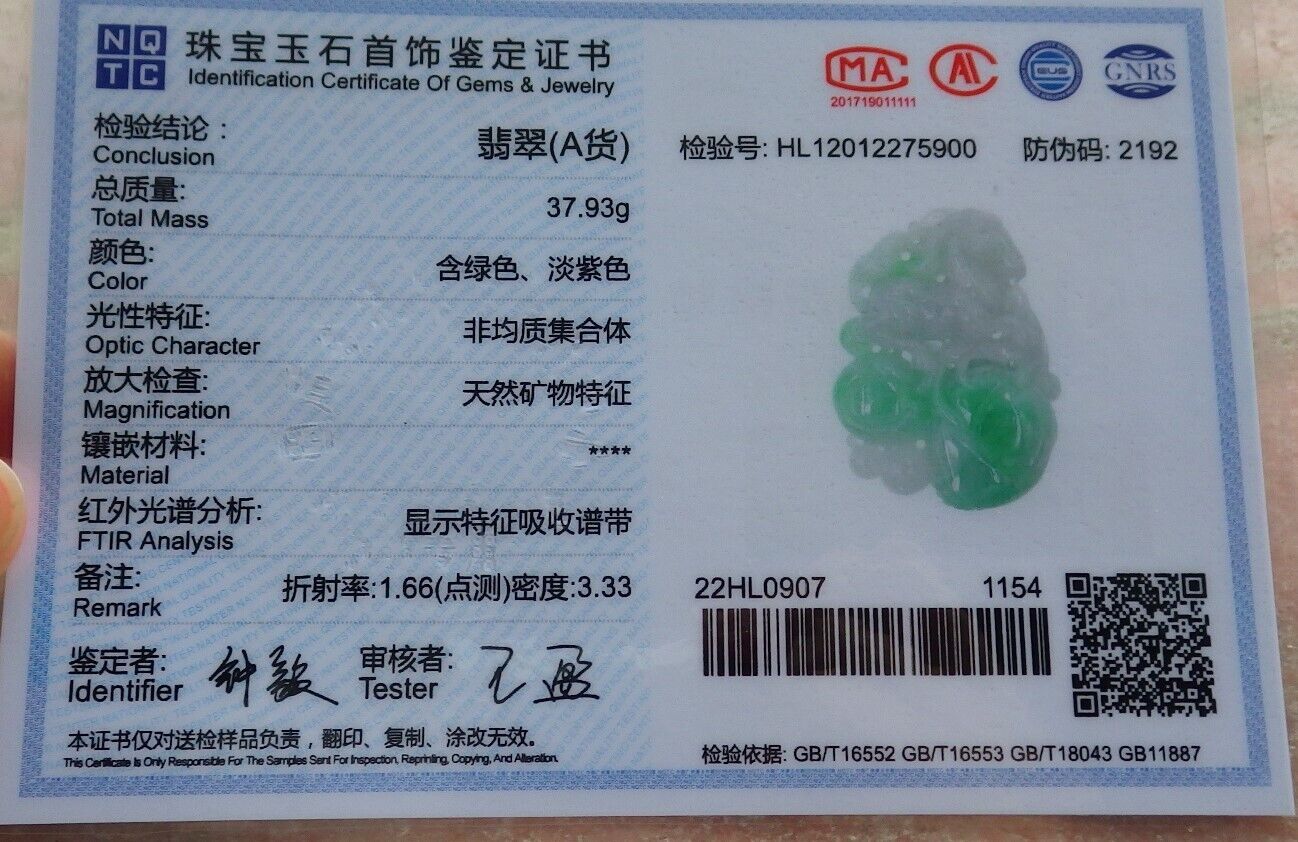 NQTC
珠宝玉石首饰鉴定证书
Identification Certificate Of Gems & Jewelry
检验结论: 翡翠(A货)
Conclusion
总质量: 37.93g
Total Mass
颜色: 含绿色、淡紫色
Color
光性特征: 非均质集合体
Optic Character
放大检查: 天然矿物特征
Magnification
镶嵌材料: ****
Material
红外光谱分析: 显示特征吸收谱带
FTIR Analysis
备注: 折射率:1.66(点测)密度:3.33
Remark
鉴定者: 审核者:
Identifier Tester
本证书仅对送检样品负责，翻印、复制、涂改无效。
This Certificate Is Only Responsible For The Samples Sent For Inspection, Reprinting, Copying, And Alteration.
MA
201719011111
GNRS
检验号: HL12012275900 防伪码: 2192
22HL0907 1154
检验依据: GB/T16552 GB/T16553 GB/T18043 GB11887